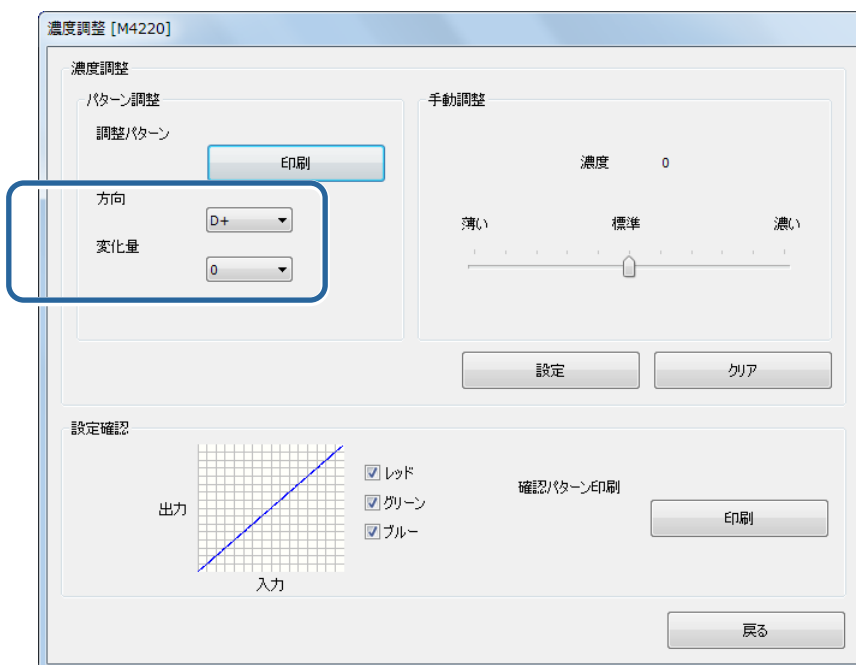 濃度調整 [M4220]
濃度調整
パターン調整
調整パターン
印刷
方向
D+
変化量
0
手動調整
濃度 0
薄い 標準 濃い
設定 クリア
設定確認
出力
入力
レッド
グリーン
ブルー
確認パターン印刷
印刷
戻る